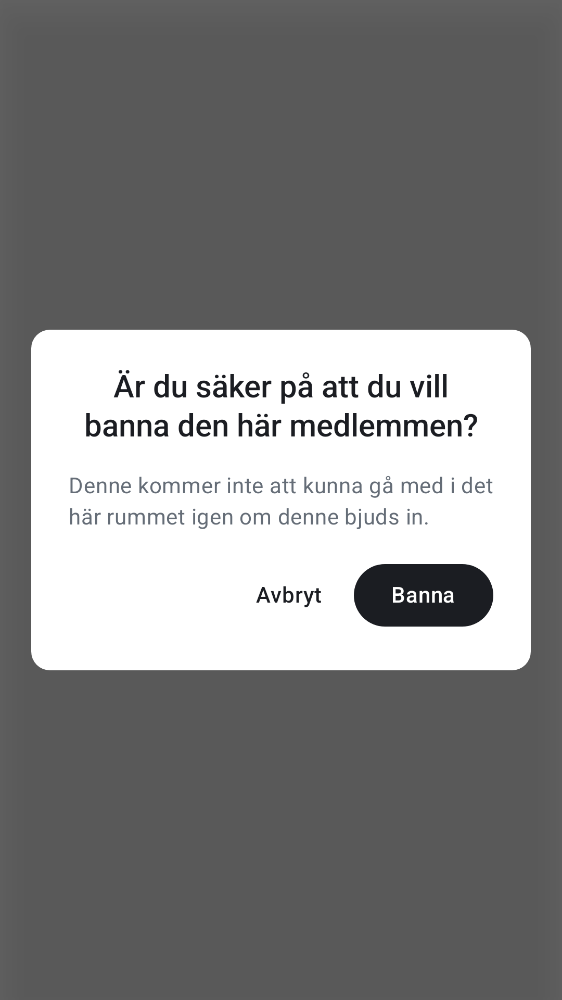 Är du säker på att du vill
banna den här medlemmen?
Denne kommer inte att kunna gå med i det
här rummet igen om denne bjuds in.
Avbryt
Banna